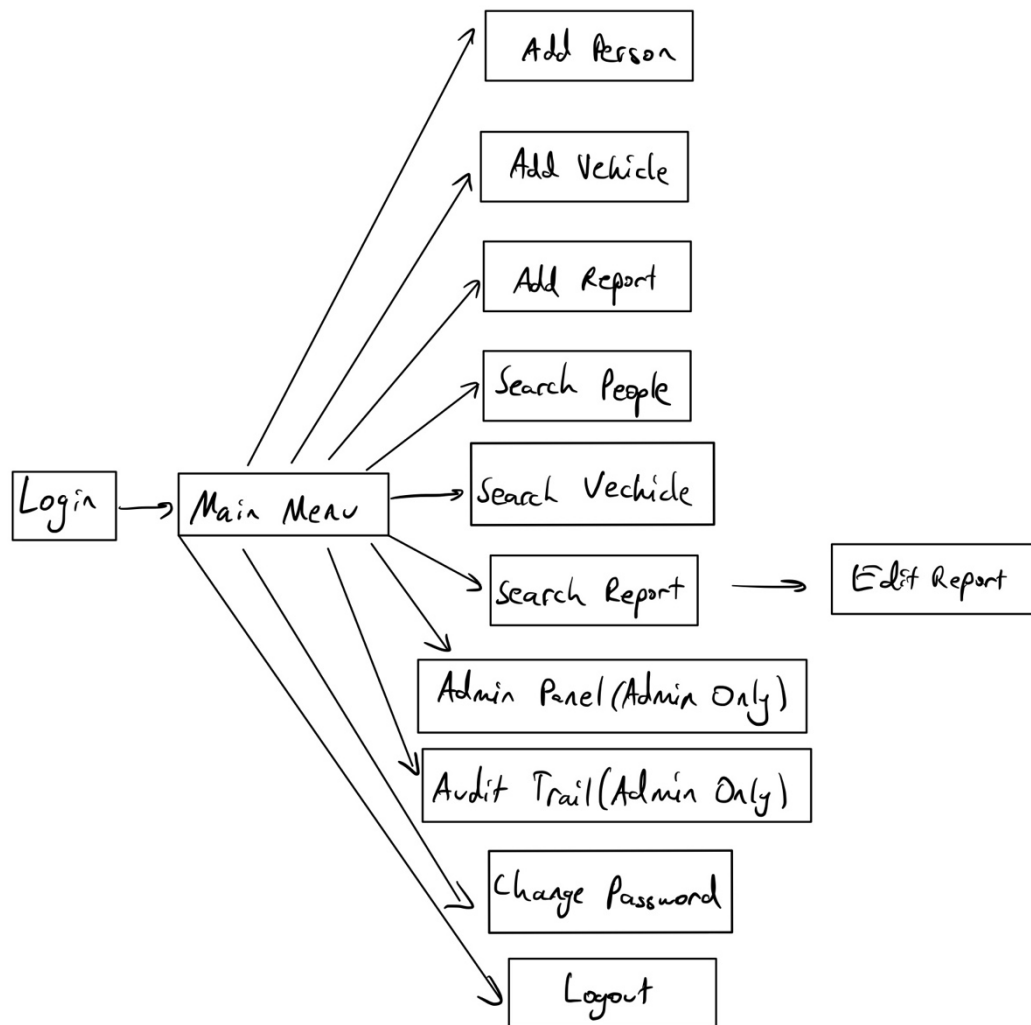 Add Person
Add Vehicle
Add Report
Search People
Login
Main Menu
Search Vechicle
Search Report
Edit Report
Admin Panel (Admin Only)
Audit Trail (Admin Only)
Change Password
Logout